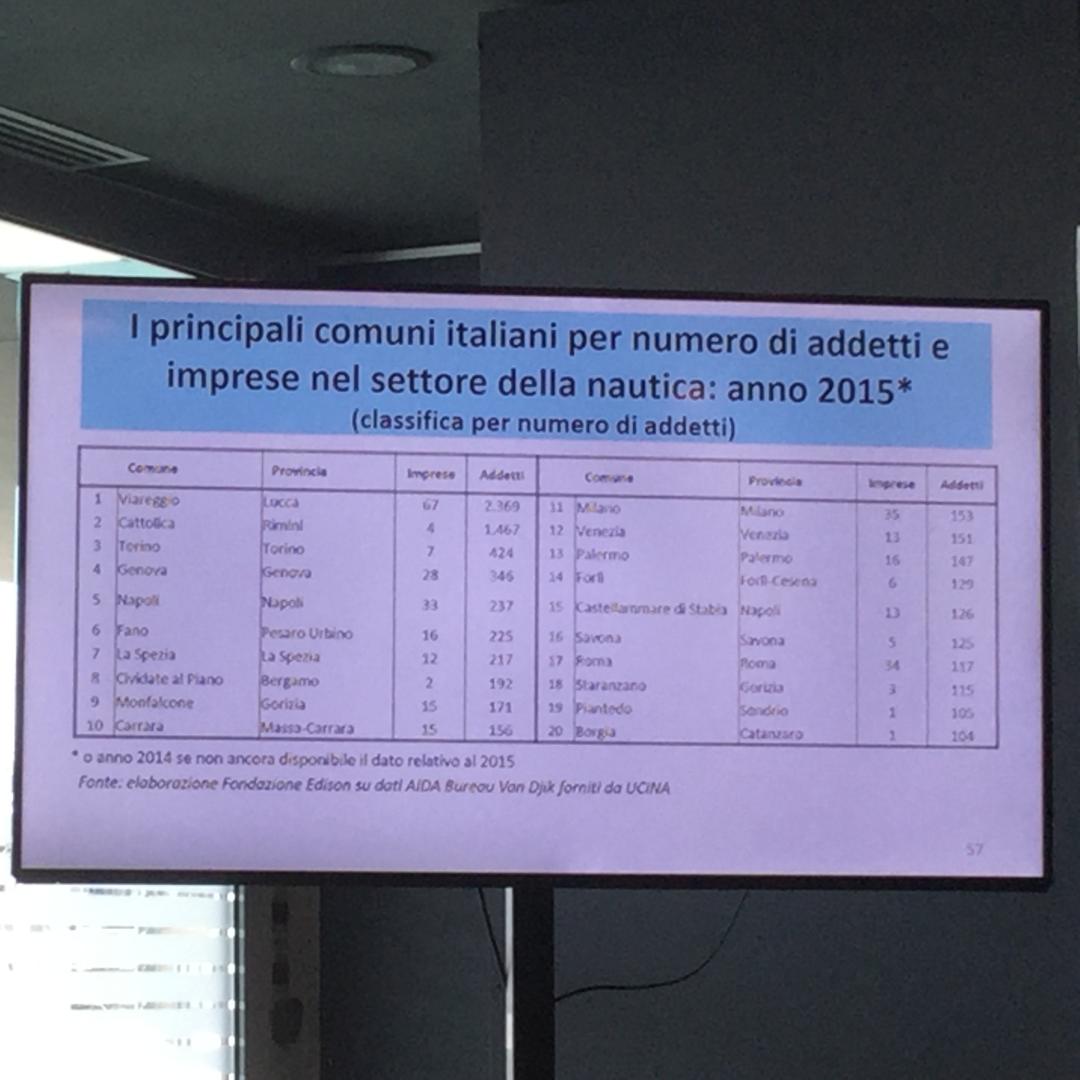 I principali comuni italiani per numero di addetti e
imprese nel settore della nautica: anno 2015*
(classifica per numero di addetti)
Comune Provincia Imprese Addetti Comune Provincia Imprese Addetti
1 Viareggio Lucca 67 2.369 11 Milano Milano 35 153
2 Cattolica Rimini 4 1.467 12 Venezia Venezia 13 151
3 Torino Torino 7 424 13 Palermo Palermo 16 147
4 Genova Genova 28 346 14 Forlì Forlì-Cesena 6 129
5 Napoli Napoli 33 237 15 Castellammare di Stabia Napoli 13 126
6 Fano Pesaro Urbino 16 225 16 Savona Savona 5 125
7 La Spezia La Spezia 12 217 17 Roma Roma 34 117
8 Cividate al Piano Bergamo 2 192 18 Staranzano Gorizia 3 115
9 Monfalcone Gorizia 15 171 19 Piantedo Sondrio 1 105
10 Carrara Massa-Carrara 15 156 20 Borgia Catanzaro 1 104
* o anno 2014 se non ancora disponibile il dato relativo al 2015
Fonte: elaborazione Fondazione Edison su dati AIDA Bureau Van Djik forniti da UCINA
57